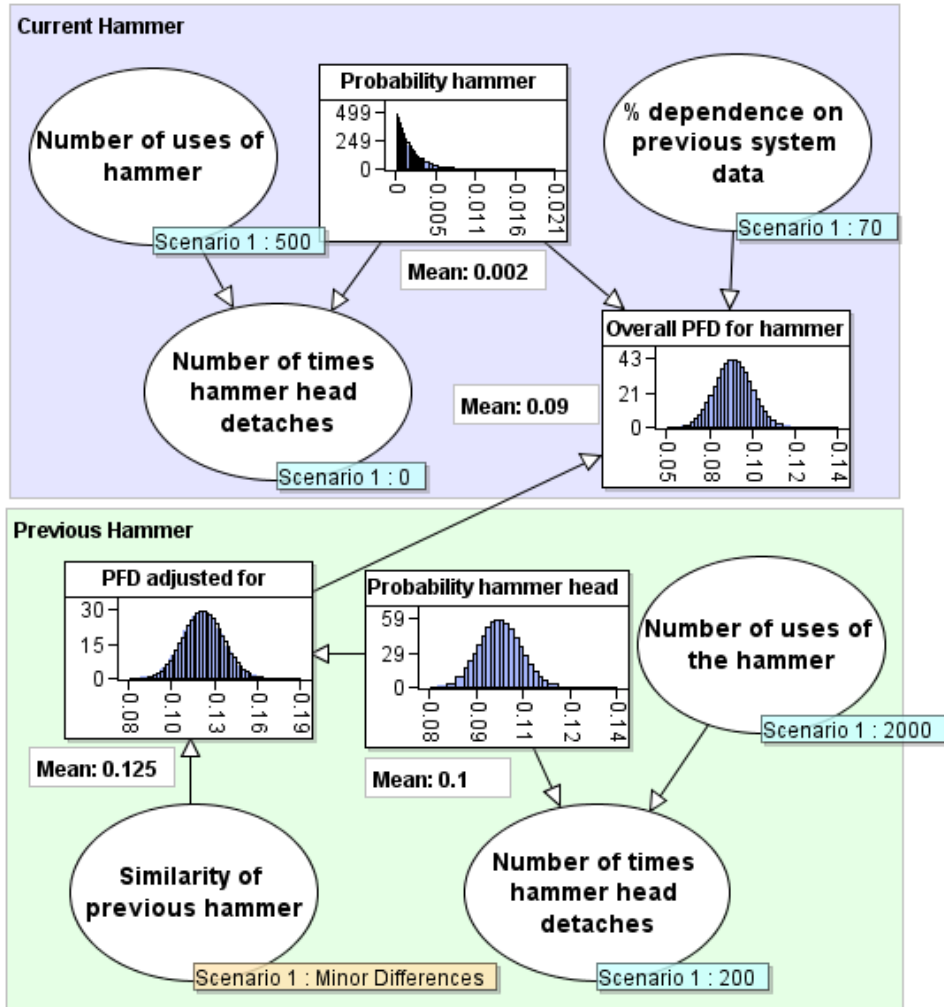 Current Hammer
Number of uses of
hammer
Scenario 1 : 500
Probability hammer
499
249
0
0
0.005
0.011
0.016
0.021
Mean: 0.002
% dependence on
previous system
data
Scenario 1 : 70
Number of times
hammer head
detaches
Scenario 1 : 0
Overall PFD for hammer
43
21
0
0.05
0.08
0.10
0.12
0.14
Mean: 0.09
Previous Hammer
PFD adjusted for
30
15
0
0.08
0.10
0.13
0.16
0.19
Mean: 0.125
Probability hammer head
59
29
0
0.08
0.09
0.11
0.12
0.14
Mean: 0.1
Number of uses of
the hammer
Scenario 1 : 2000
Similarity of
previous hammer
Scenario 1 : Minor Differences
Number of times
hammer head
detaches
Scenario 1 : 200